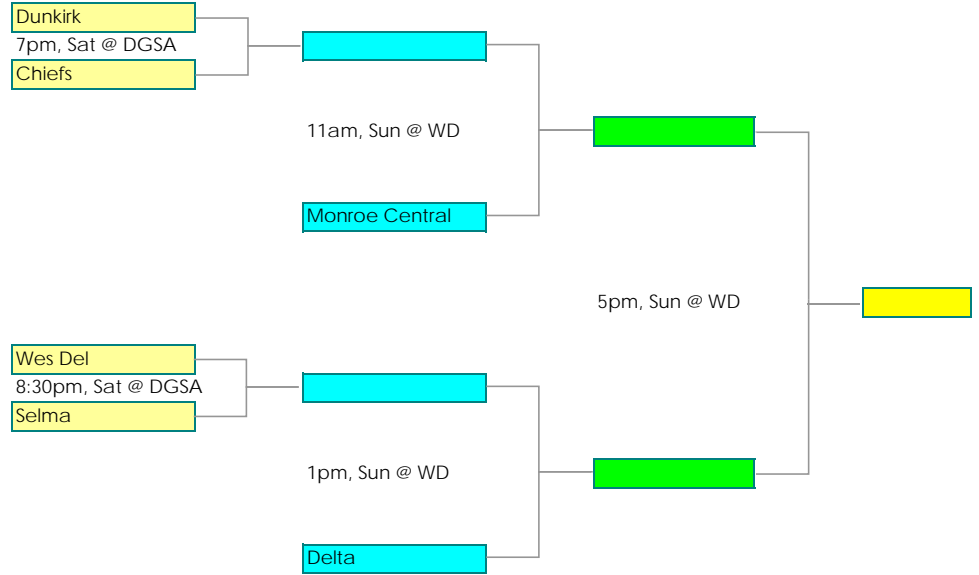 Dunkirk
7pm, Sat @ DGSA
Chiefs
11am, Sun @ WD
Monroe Central
5pm, Sun @ WD
Wes Del
8:30pm, Sat @ DGSA
Selma
1pm, Sun @ WD
Delta